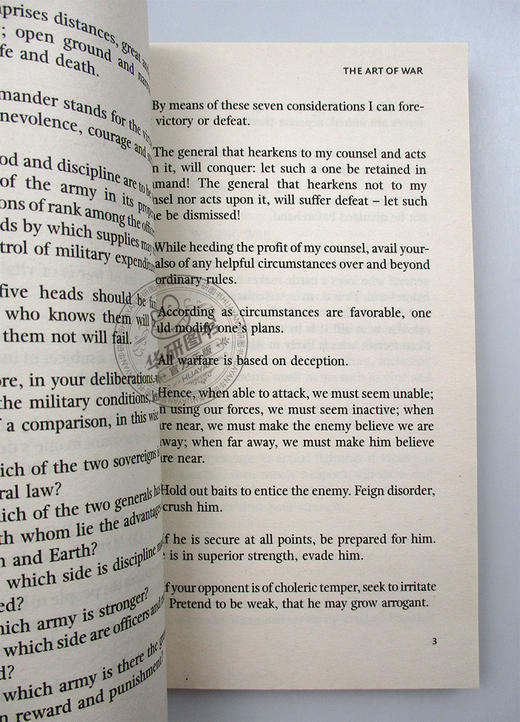 prises distances, great
; open ground and
fe and death.
mander stands for the
nevolence, courage and
od and discipline are to be
of the army in its
ons of rank among the
ds by which supplies may
trol of military
five heads should be
who knows them will
them not will fail.
ore, in your deliberations,
the military conditions,
f a comparison, in this
ich of the two sovereigns
ral law?
ich of the two generals
th whom lie the advantages
n and Earth?
which side is discipline
ed?
hich army is stronger?
which side are officers and
d?
which army is there the
n reward and punishment?
THE ART OF WAR
By means of these seven considerations I can fore-
victory or defeat.
The general that hearkens to my counsel and acts
n it, will conquer: let such a one be retained in
mand! The general that hearkens not to my
nsel nor acts upon it, will suffer defeat – let such
e be dismissed!
While heeding the profit of my counsel, avail your-
also of any helpful circumstances over and beyond
ordinary rules.
According as circumstances are favorable, one
uld modify one's plans.
All warfare is based on deception.
Hence, when able to attack, we must seem unable;
n using our forces, we must seem inactive; when
are near, we must make the enemy believe we are
away; when far away, we must make him believe
are near.
Hold out baits to entice the enemy. Feign disorder,
crush him.
If he is secure at all points, be prepared for him.
e is in superior strength, evade him.
If your opponent is of choleric temper, seek to irritate
Pretend to be weak, that he may grow arrogant.
3
华研图书